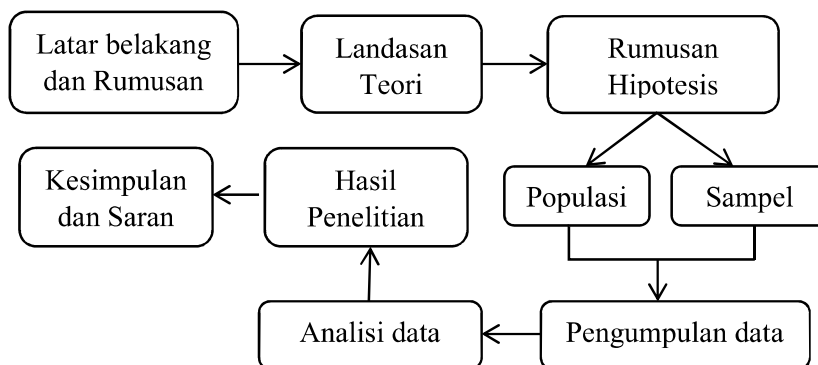 Latar belakang
dan Rumusan
Landasan
Teori
Rumusan
Hipotesis
Populasi
Sampel
Pengumpulan data
Analisi data
Hasil
Penelitian
Kesimpulan
dan Saran